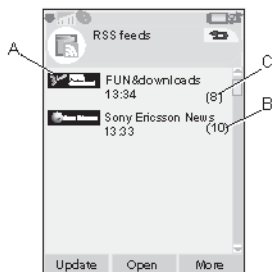 RSS feeds
A
FUN&downloads
13:34
(8)
C
Sony Ericsson News
13:33
(10)
B
Update Open More